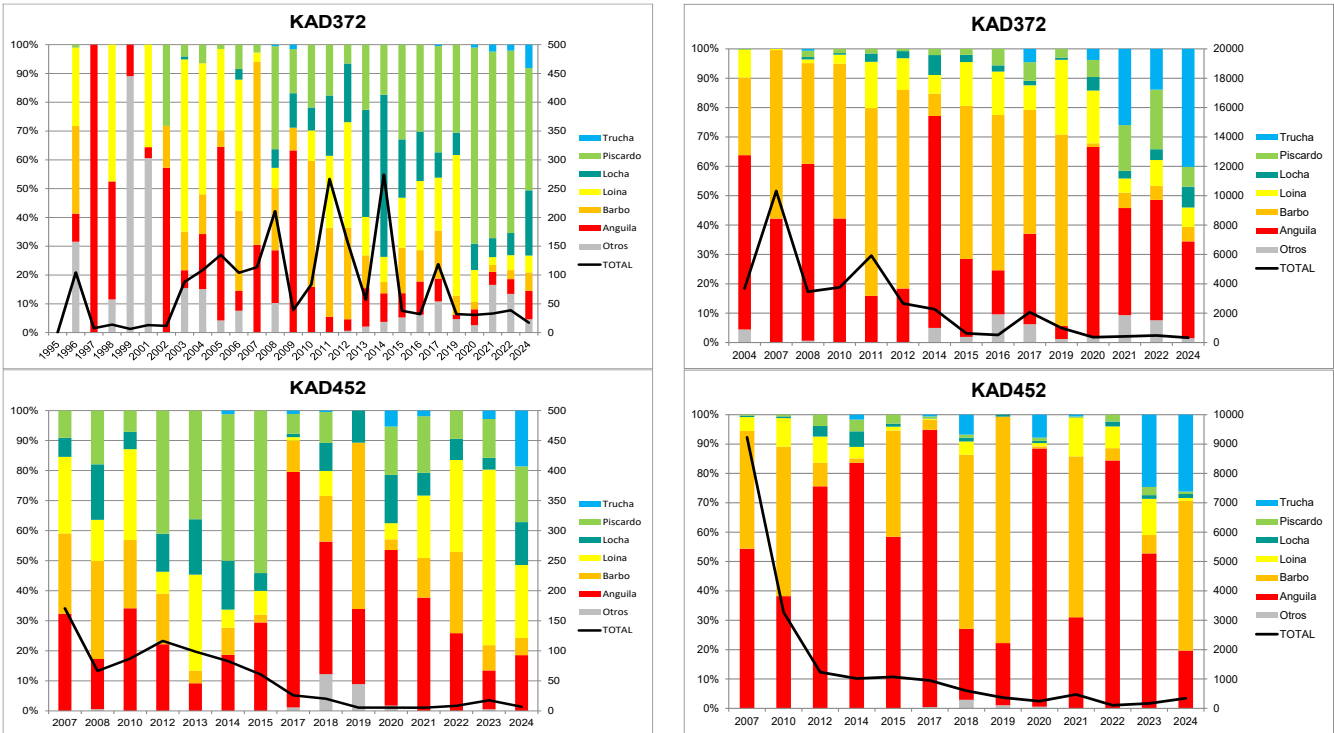 KAD372
100% 500
90% 450
80% 400
70% 350
60% 300
50% 250
40% 200
30% 150
20% 100
10% 50
0% 0
Trucha
Piscardo
Locha
Loina
Barbo
Anguila
Otros
TOTAL
1995 1996 1997 1998 1999 2001 2002 2003 2004 2005 2006 2007 2008 2009 2010 2011 2012 2013 2014 2015 2016 2017 2019 2020 2021 2022 2024
KAD372
100% 20000
90% 18000
80% 16000
70% 14000
60% 12000
50% 10000
40% 8000
30% 6000
20% 4000
10% 2000
0% 0
Trucha
Piscardo
Locha
Loina
Barbo
Anguila
Otros
TOTAL
2004 2007 2008 2010 2011 2012 2014 2015 2016 2017 2019 2020 2021 2022 2024
KAD452
100% 500
90% 450
80% 400
70% 350
60% 300
50% 250
40% 200
30% 150
20% 100
10% 50
0% 0
Trucha
Piscardo
Locha
Loina
Barbo
Anguila
Otros
TOTAL
2007 2008 2010 2012 2013 2014 2015 2017 2018 2019 2020 2021 2022 2023 2024
KAD452
100% 10000
90% 9000
80% 8000
70% 7000
60% 6000
50% 5000
40% 4000
30% 3000
20% 2000
10% 1000
0% 0
Trucha
Piscardo
Locha
Loina
Barbo
Anguila
Otros
TOTAL
2007 2010 2012 2014 2015 2017 2018 2019 2020 2021 2022 2023 2024